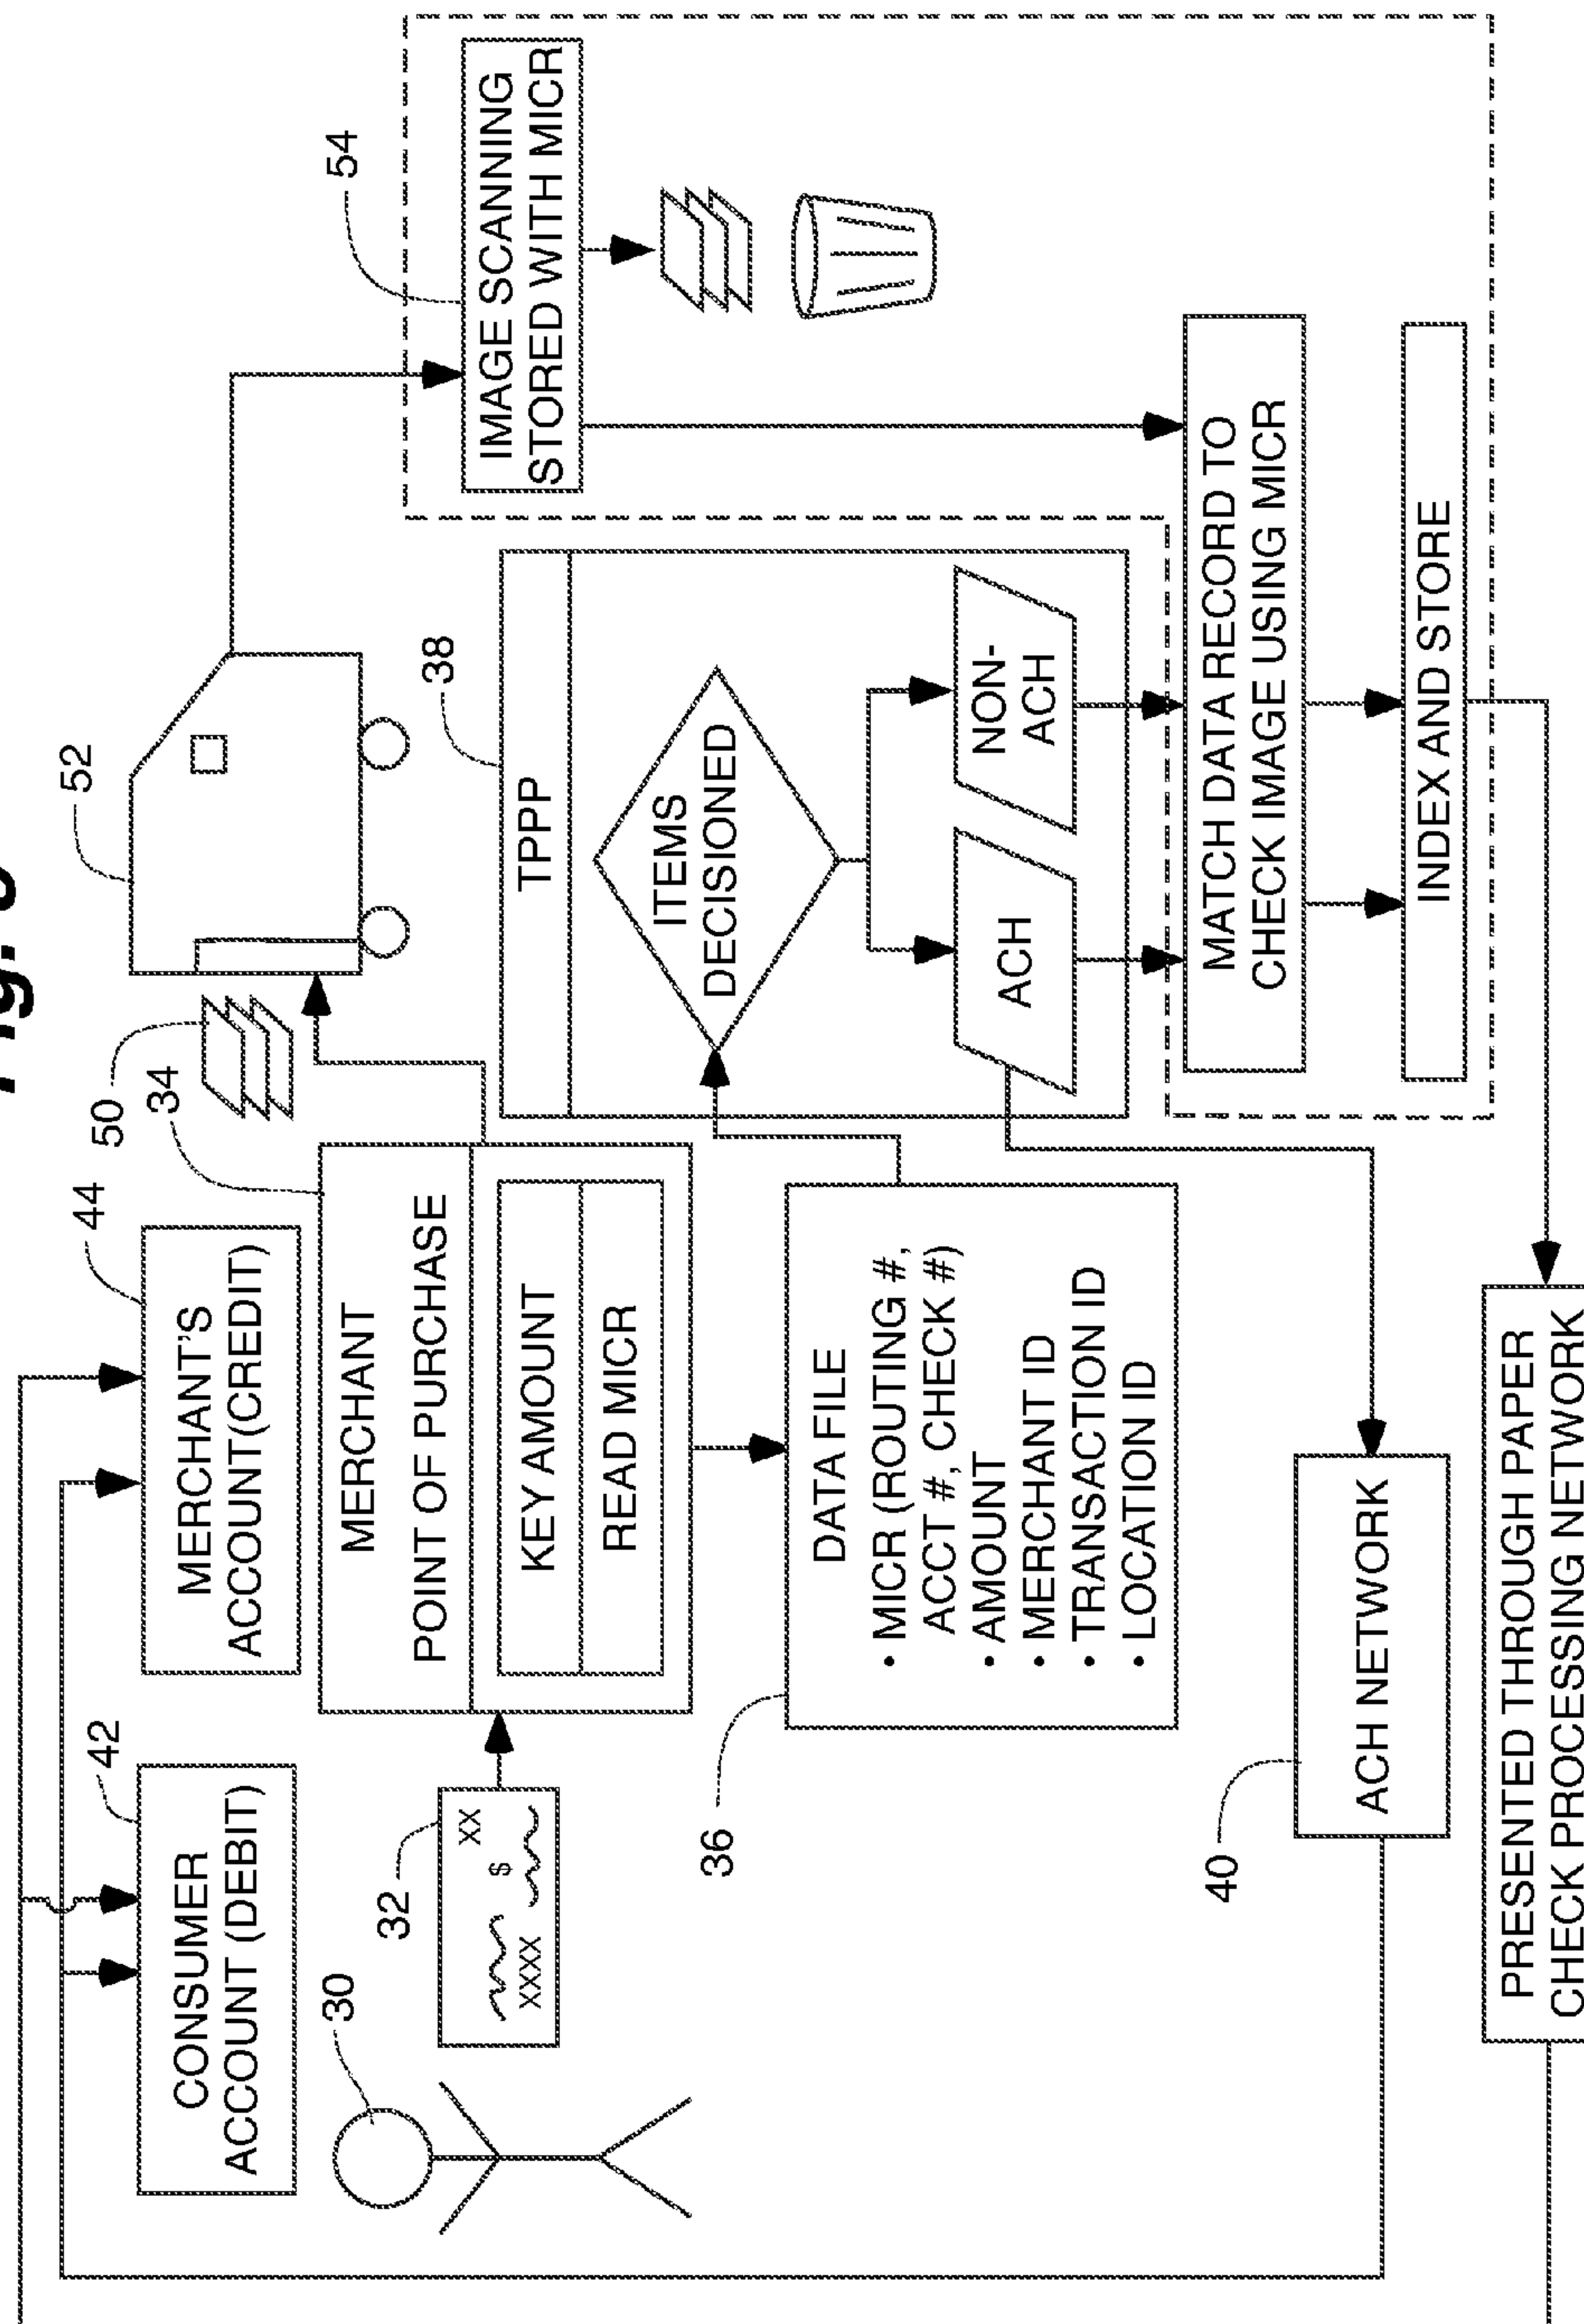 44
42
MERCHANT'S
ACCOUNT(CREDIT)
CONSUMER
ACCOUNT (DEBIT)
30
32
XX
$
XXXX
34
MERCHANT
POINT OF PURCHASE
KEY AMOUNT
READ MICR
50
52
54
IMAGE SCANNING
STORED WITH MICR
38
TPPP
ITEMS
DECISIONED
ACH
NON-
ACH
36
DATA FILE
• MICR (ROUTING #,
ACCT #, CHECK #)
• AMOUNT
• MERCHANT ID
• TRANSACTION ID
• LOCATION ID
MATCH DATA RECORD TO
CHECK IMAGE USING MICR
INDEX AND STORE
40
ACH NETWORK
PRESENTED THROUGH PAPER
CHECK PROCESSING NETWORK